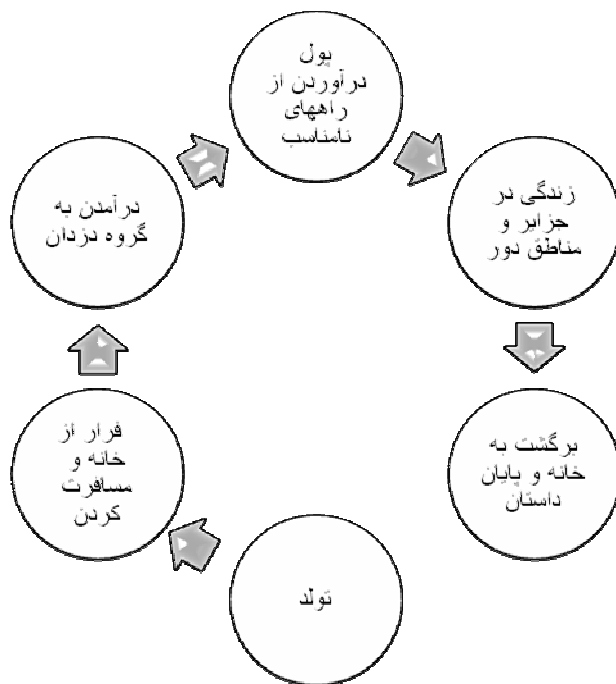 پول
درآوردن از
راههای
نامناسب
زندگی در
جزایر و
مناطق دور
برگشت به
خانه و پایان
داستان
تولد
فرار از
خانه و
مسافرت
کردن
درآمدن به
گروه دزدان